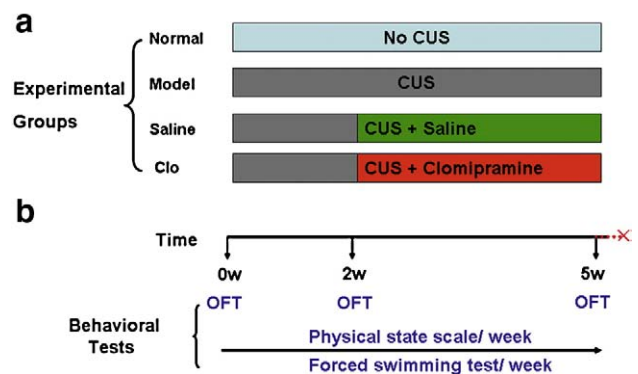 a
Normal
No CUS
Experimental
Groups
Model
CUS
Saline
CUS + Saline
Clo
CUS + Clomipramine
b
Time
0w
2w
5w
OFT
OFT
OFT
Behavioral
Tests
Physical state scale/ week
Forced swimming test/ week